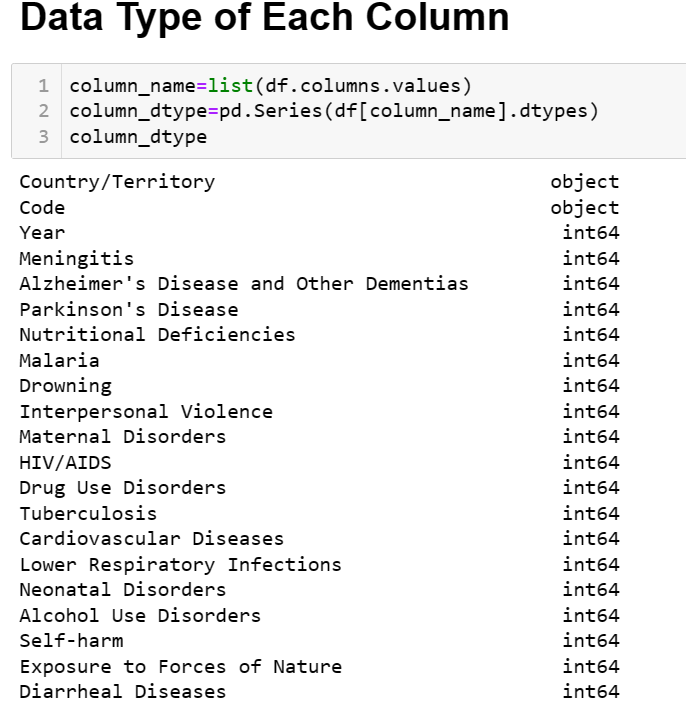 Data Type of Each Column
1 column_name=list(df.columns.values)
2 column_dtype=pd.Series(df[column_name].dtypes)
3 column_dtype
Country/Territory object
Code object
Year int64
Meningitis int64
Alzheimer's Disease and Other Dementias int64
Parkinson's Disease int64
Nutritional Deficiencies int64
Malaria int64
Drowning int64
Interpersonal Violence int64
Maternal Disorders int64
HIV/AIDS int64
Drug Use Disorders int64
Tuberculosis int64
Cardiovascular Diseases int64
Lower Respiratory Infections int64
Neonatal Disorders int64
Alcohol Use Disorders int64
Self-harm int64
Exposure to Forces of Nature int64
Diarrheal Diseases int64